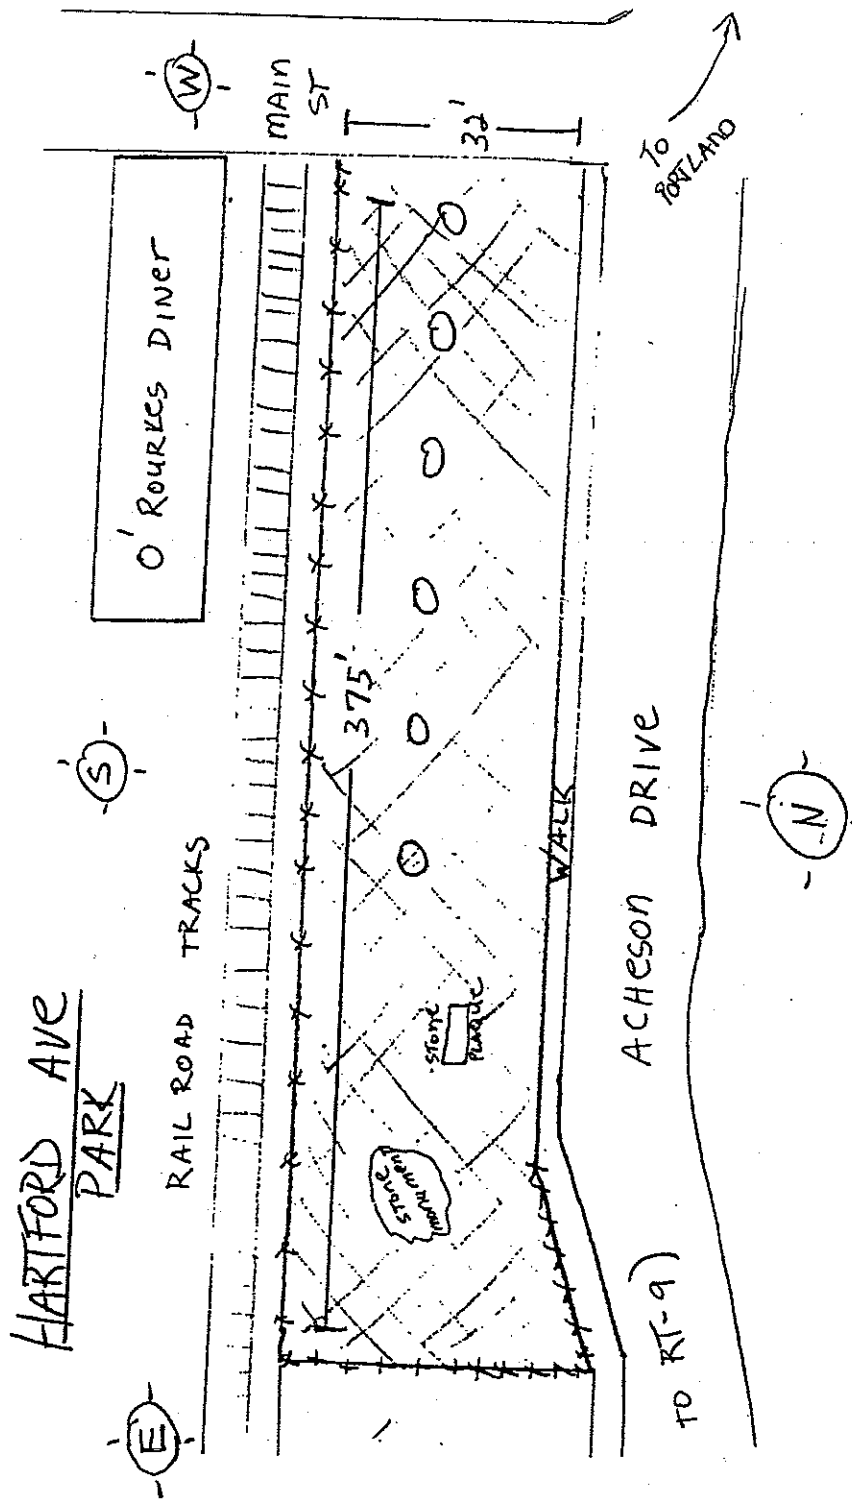 HARTFORD AVE
PARK
E
S
W
N
O'ROURKES DINER
RAIL ROAD TRACKS
MAIN
ST
375'
32'
STONE
MONUMENT
STONE
PLAQUE
WALK
ACHESON DRIVE
TO RT-9)
TO
PORTLAND